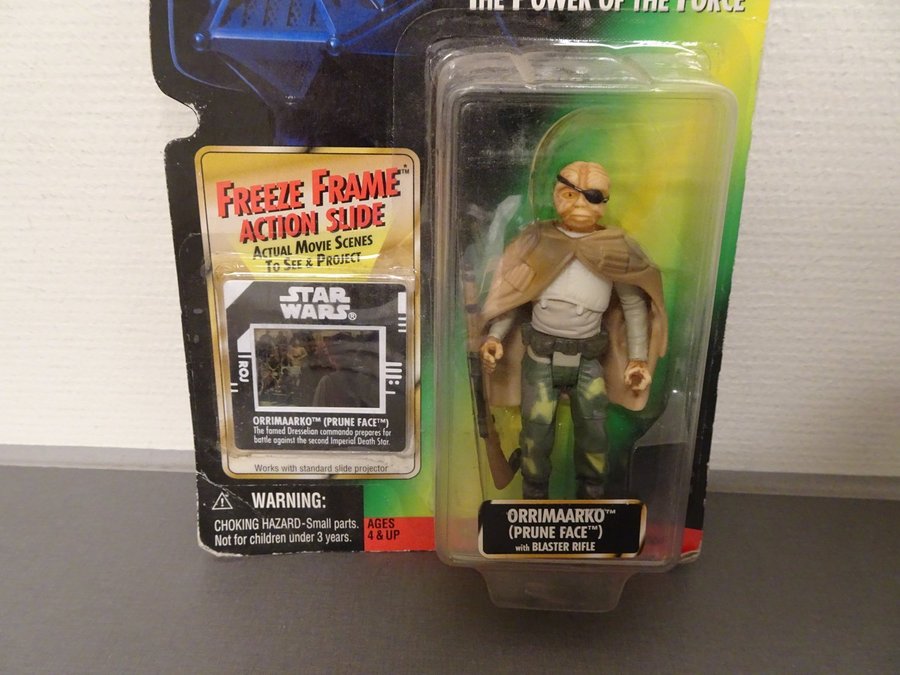 THE POWER OF THE FORCE
FREEZE FRAME™
ACTION SLIDE
ACTUAL MOVIE SCENES
TO SEE & PROJECT
STAR
WARS®
ROJ
ORRIMAARKO™ (PRUNE FACE™)
The famed Dresselian commando prepares for
battle against the second Imperial Death Star.
Works with standard slide projector
WARNING:
CHOKING HAZARD-Small parts.
Not for children under 3 years.
AGES
4 & UP
ORRIMAARKO™
(PRUNE FACE™)
with BLASTER RIFLE